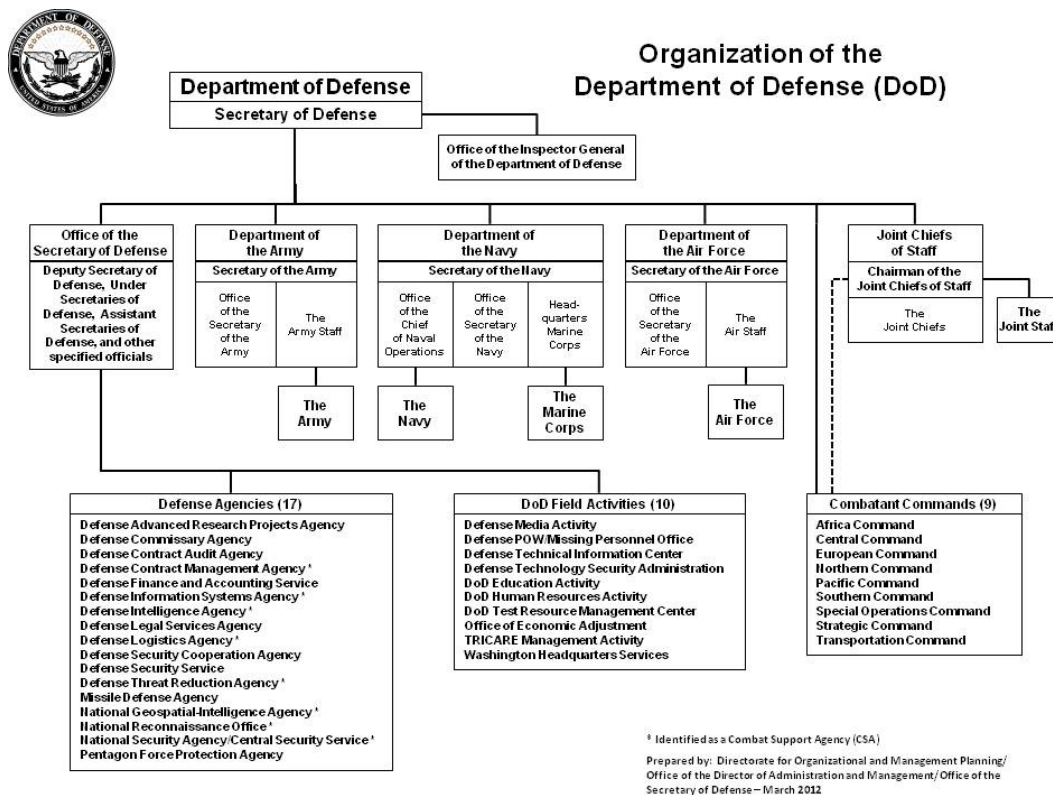 DEPARTMENT OF DEFENSE
UNITED STATES OF AMERICA
Organization of the
Department of Defense (DoD)
Department of Defense
Secretary of Defense
Office of the Inspector General
of the Department of Defense
Office of the
Secretary of Defense
Deputy Secretary of
Defense, Under
Secretaries of
Defense, Assistant
Secretaries of
Defense, and other
specified officials
Department of
the Army
Secretary of the Army
Office
of the
Secretary
of the
Army
The
Army Staff
The
Army
Department of
the Navy
Secretary of the Navy
Office
of the
Chief
of Naval
Operations
Office
of the
Secretary
of the
Navy
Head-
quarters
Marine
Corps
The
Navy
The
Marine
Corps
Department of
the Air Force
Secretary of the Air Force
Office
of the
Secretary
of the
Air Force
The
Air Staff
The
Air Force
Joint Chiefs
of Staff
Chairman of the
Joint Chiefs of Staff
The
Joint Chiefs
The
Joint Staf
Defense Agencies (17)
Defense Advanced Research Projects Agency
Defense Commissary Agency
Defense Contract Audit Agency
Defense Contract Management Agency *
Defense Finance and Accounting Service
Defense Information Systems Agency *
Defense Intelligence Agency *
Defense Legal Services Agency
Defense Logistics Agency *
Defense Security Cooperation Agency
Defense Security Service
Defense Threat Reduction Agency *
Missile Defense Agency
National Geospatial-Intelligence Agency *
National Reconnaissance Office *
National Security Agency/Central Security Service *
Pentagon Force Protection Agency
DoD Field Activities (10)
Defense Media Activity
Defense POW/Missing Personnel Office
Defense Technical Information Center
Defense Technology Security Administration
DoD Education Activity
DoD Human Resources Activity
DoD Test Resource Management Center
Office of Economic Adjustment
TRICARE Management Activity
Washington Headquarters Services
Combatant Commands (9)
Africa Command
Central Command
European Command
Northern Command
Pacific Command
Southern Command
Special Operations Command
Strategic Command
Transportation Command
* Identified as a Combat Support Agency (CSA)
Prepared by: Directorate for Organizational and Management Planning/
Office of the Director of Administration and Management/Office of the
Secretary of Defense – March 2012